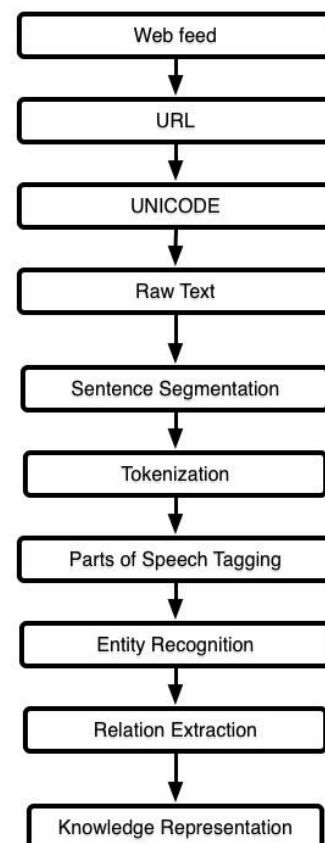 Web feed
URL
UNICODE
Raw Text
Sentence Segmentation
Tokenization
Parts of Speech Tagging
Entity Recognition
Relation Extraction
Knowledge Representation